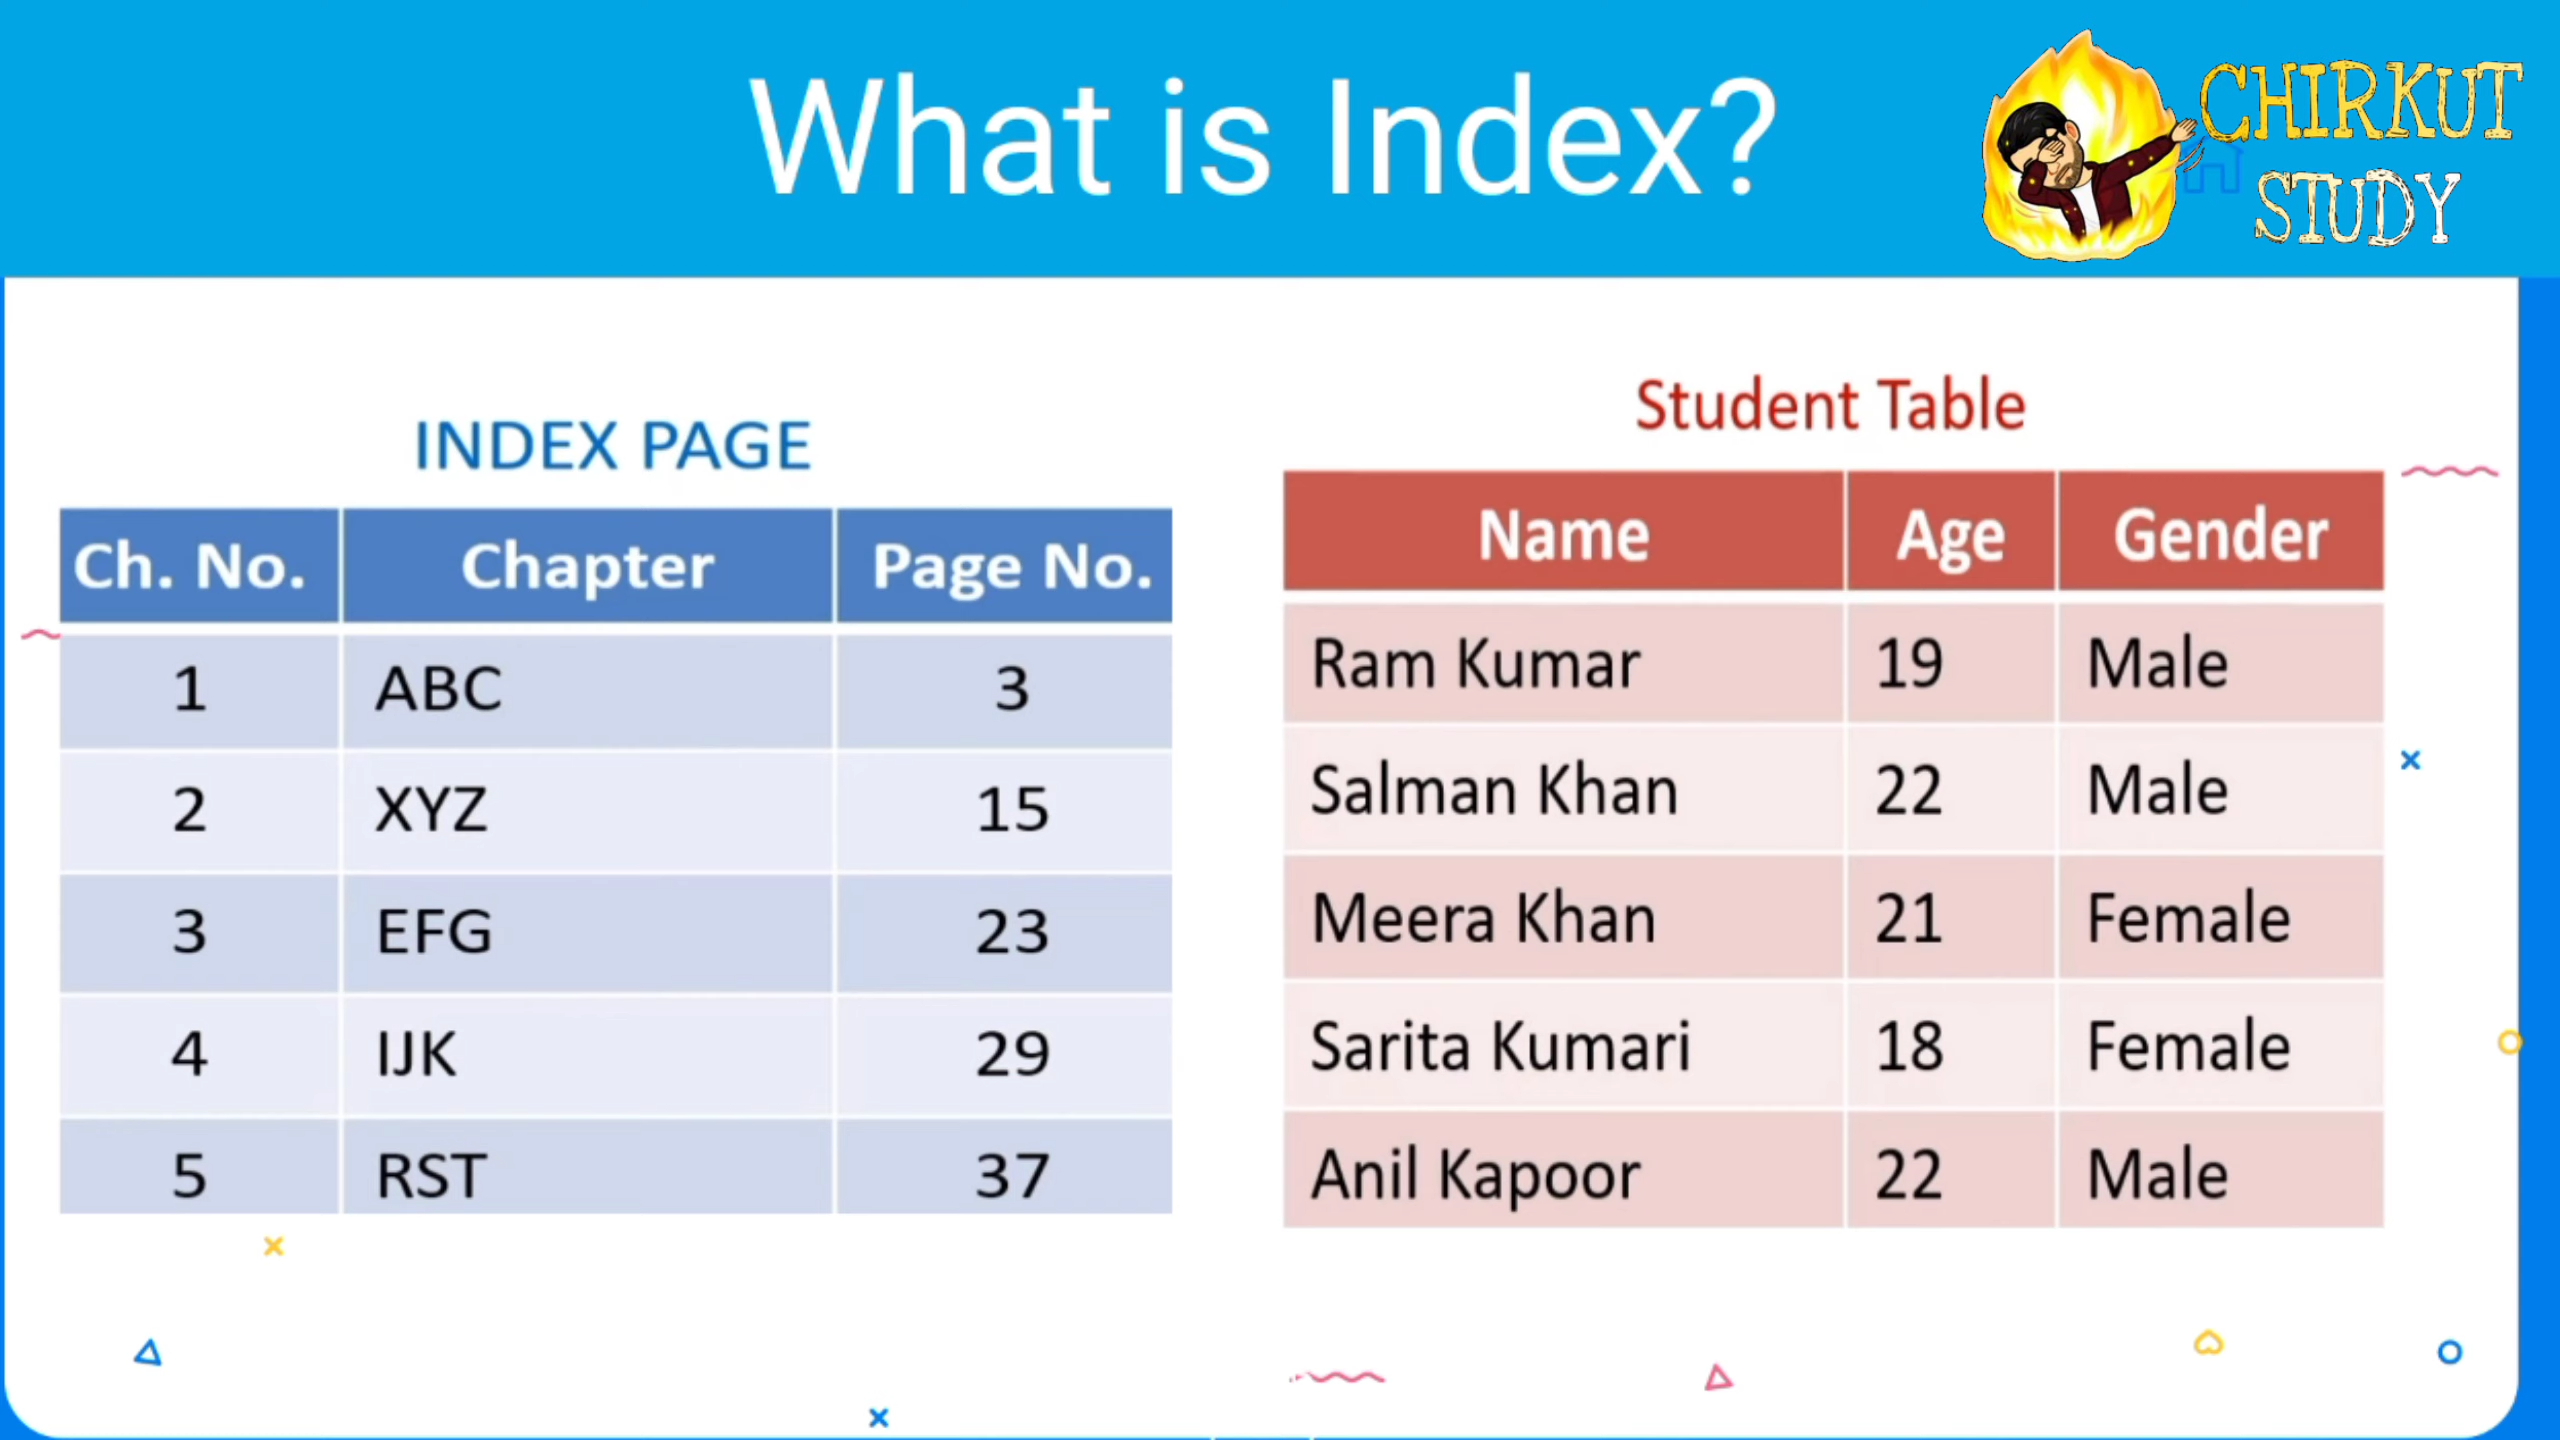 What is Index?
CHIRKUT
STUDY
INDEX PAGE
Ch. No. Chapter Page No.
1 ABC 3
2 XYZ 15
3 EFG 23
4 IJK 29
5 RST 37
Student Table
Name Age Gender
Ram Kumar 19 Male
Salman Khan 22 Male
Meera Khan 21 Female
Sarita Kumari 18 Female
Anil Kapoor 22 Male